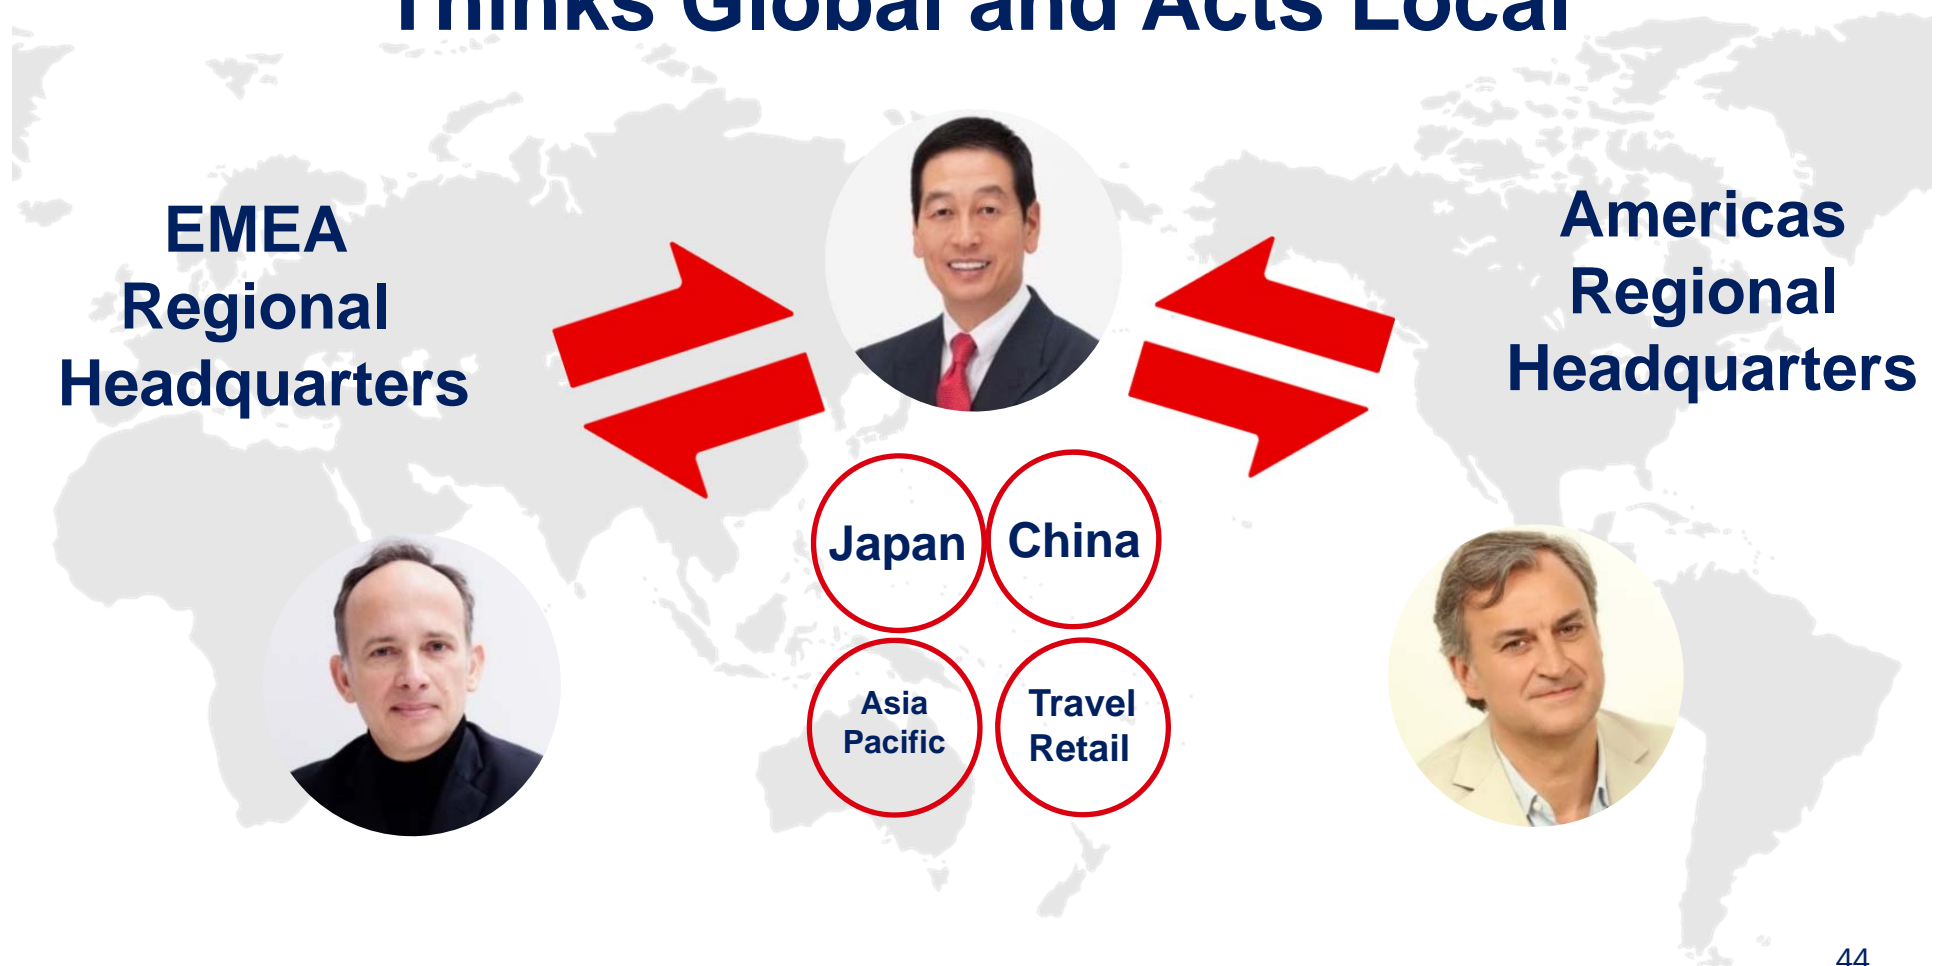 Thinks Global and Acts Local
EMEA
Regional
Headquarters
Americas
Regional
Headquarters
Japan
China
Asia
Pacific
Travel
Retail
44